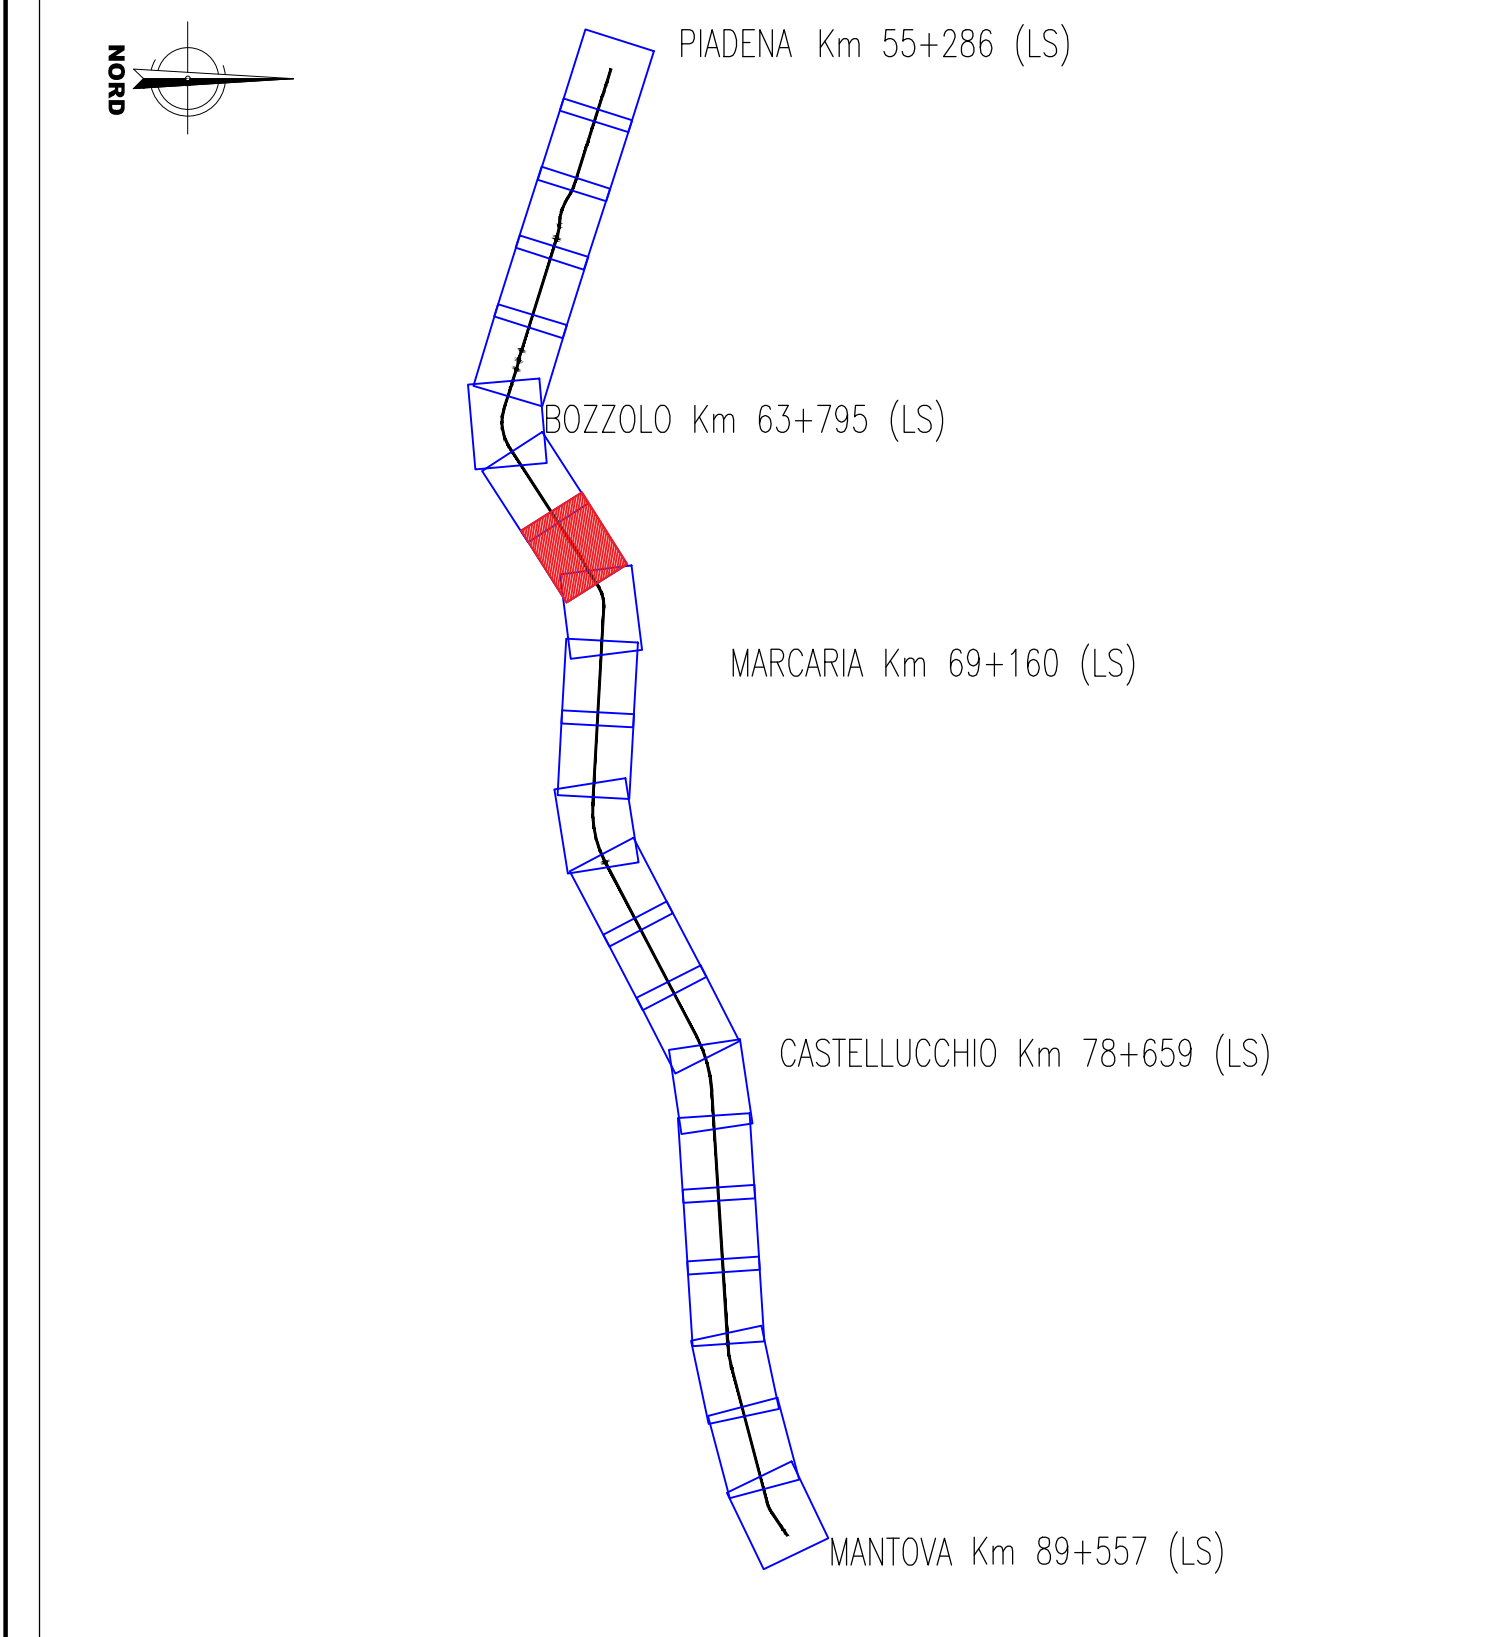 NORD
PIADENA Km 55+286 (LS)
BOZZOLO Km 63+795 (LS)
MARCARIA Km 69+160 (LS)
CASTELLUCCHIO Km 78+659 (LS)
MANTOVA Km 89+557 (LS)